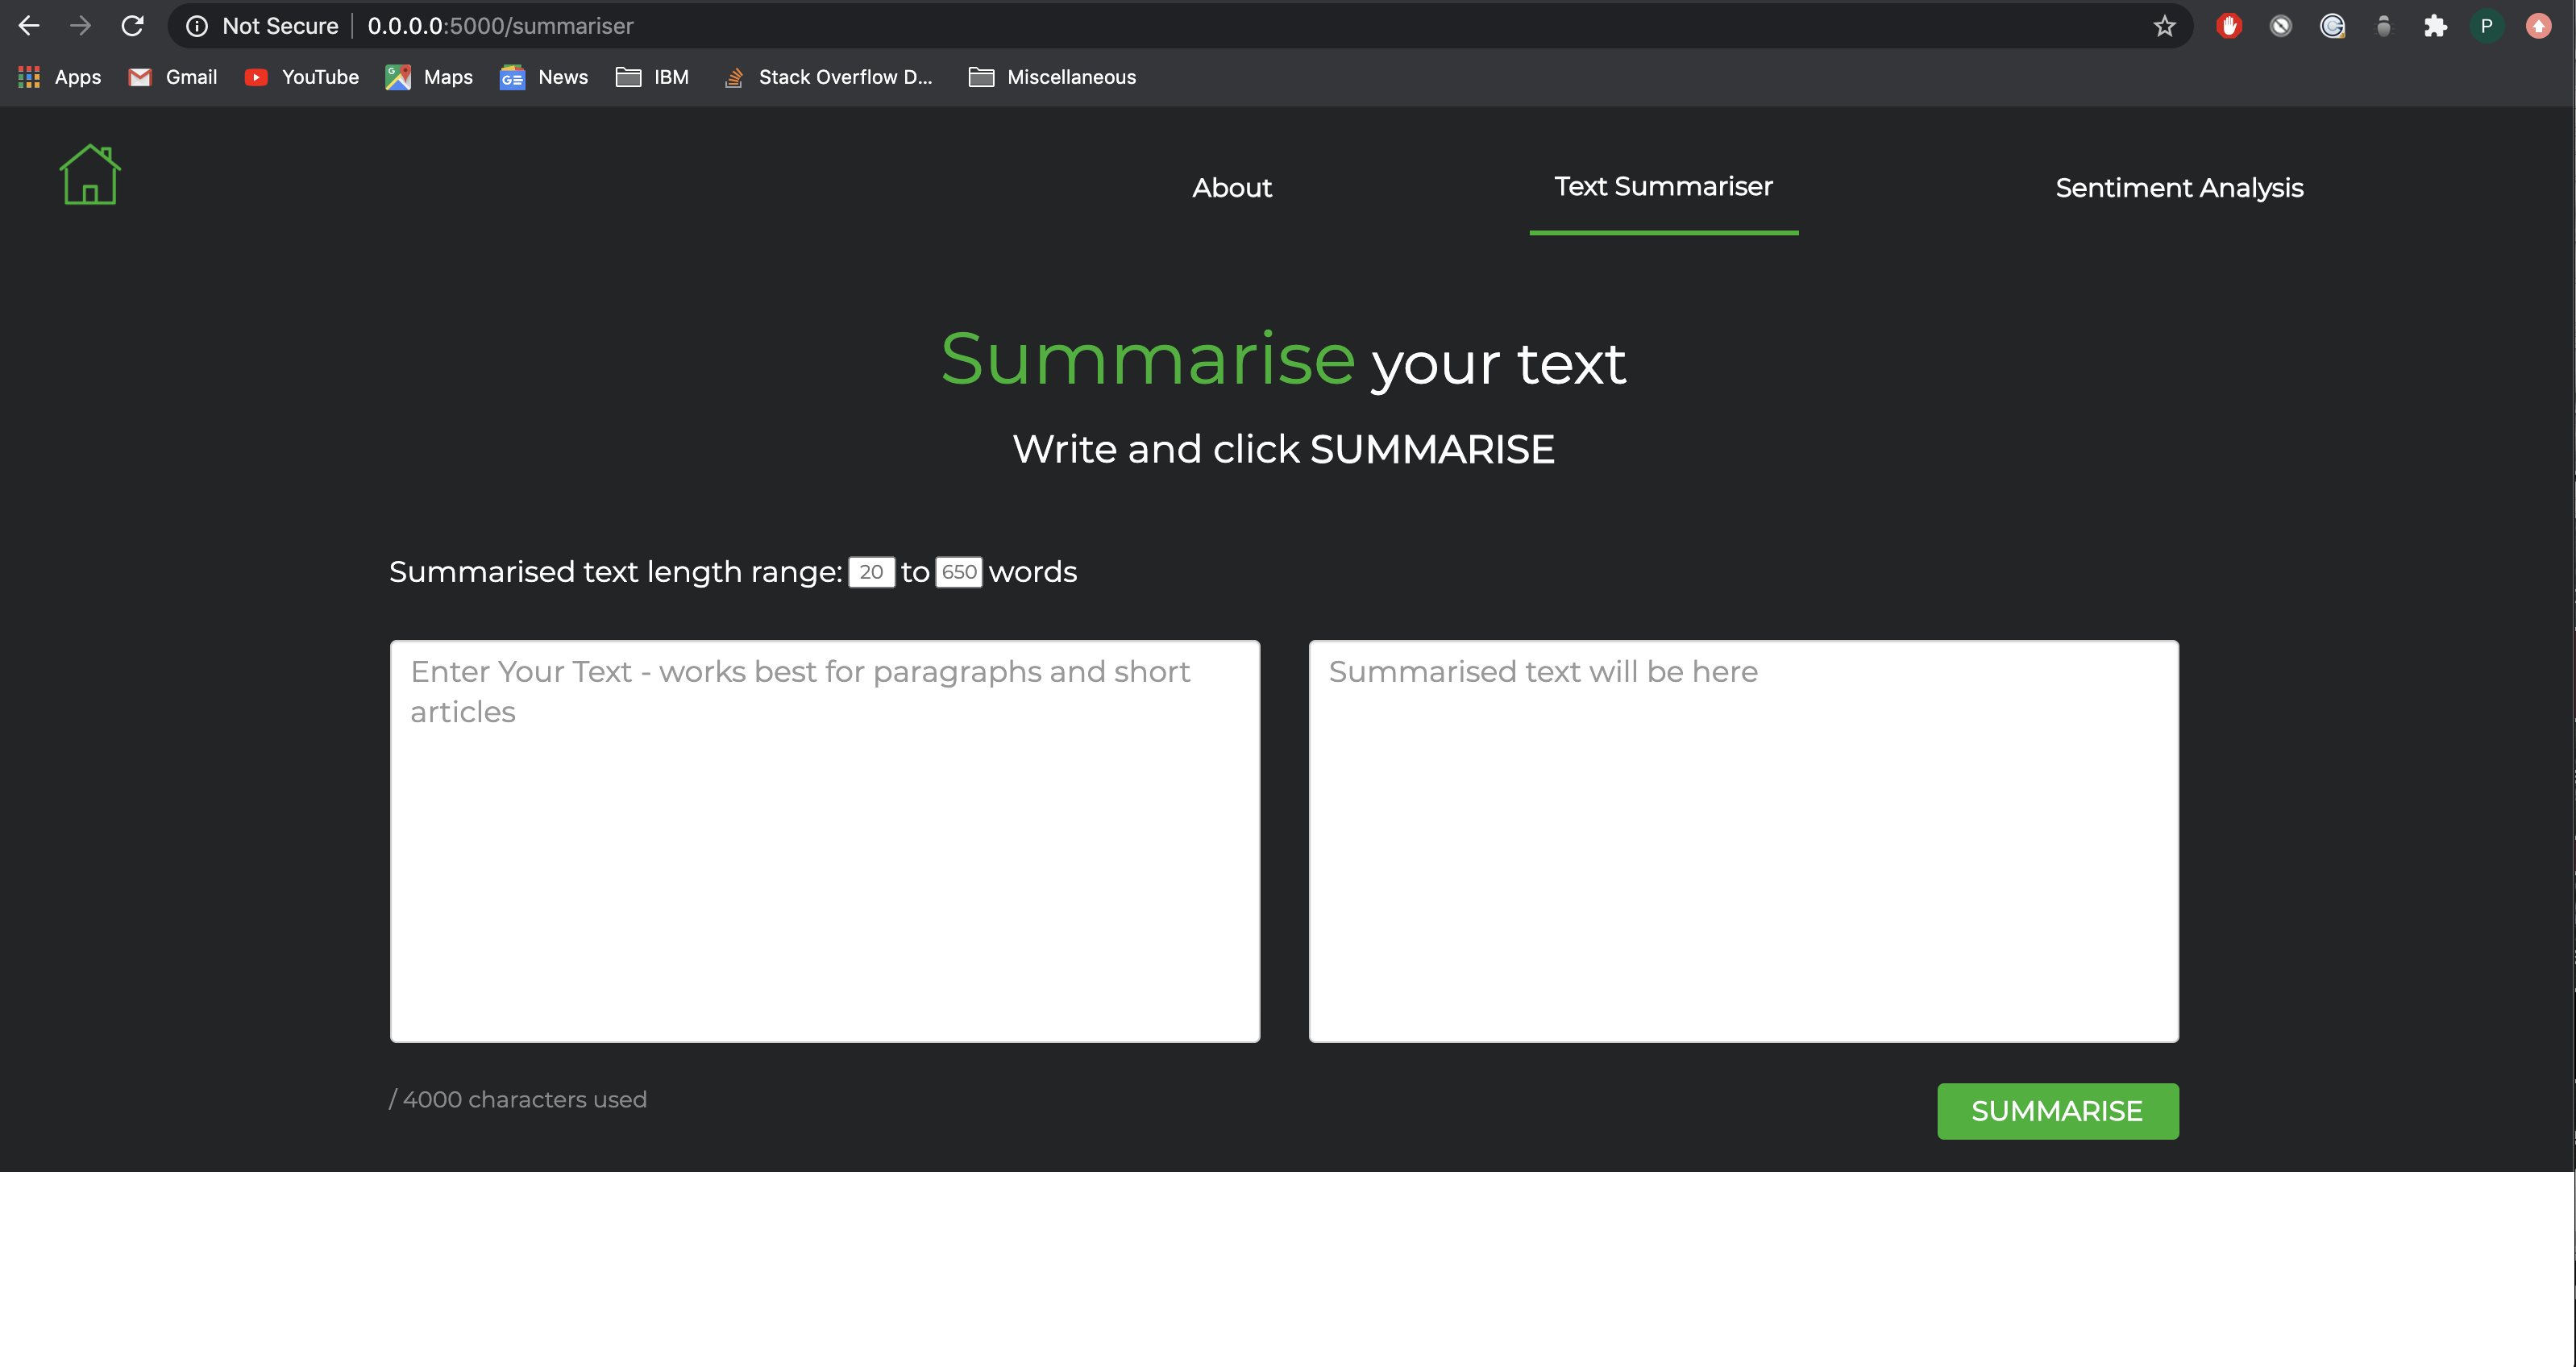 Not Secure | 0.0.0.0:5000/summariser
Apps Gmail YouTube Maps News IBM Stack Overflow D... Miscellaneous
P
About Text Summariser Sentiment Analysis
Summarise your text
Write and click SUMMARISE
Summarised text length range: 20 to 650 words
Enter Your Text - works best for paragraphs and short
articles
Summarised text will be here
/ 4000 characters used
SUMMARISE